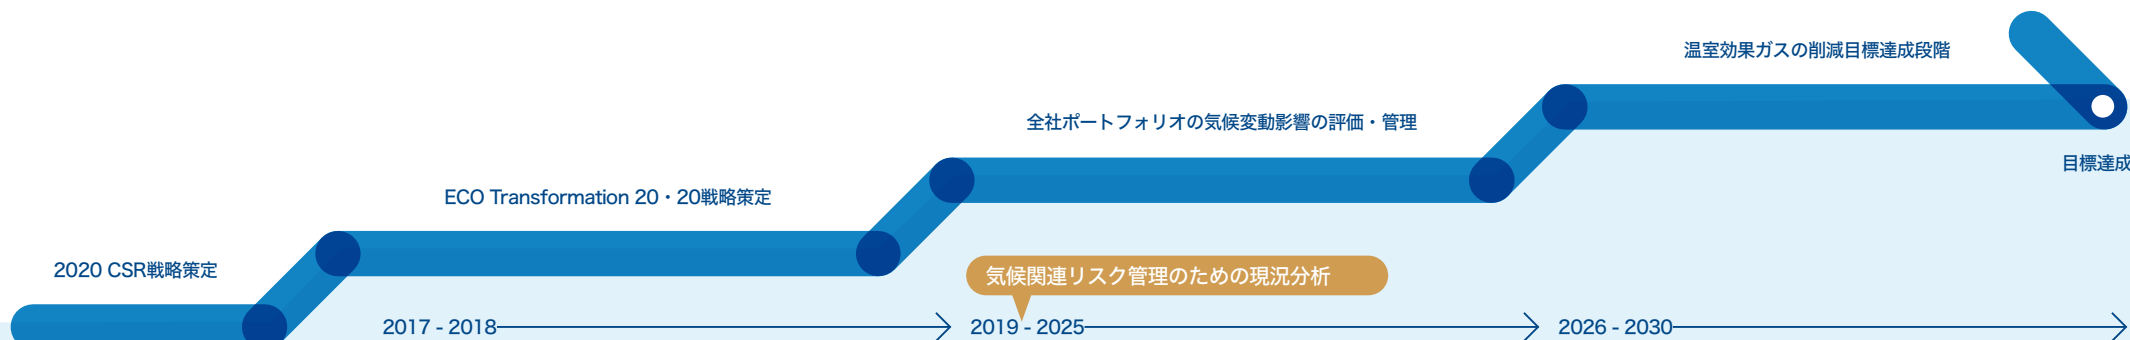 温室効果ガスの削減目標達成段階
全社ポートフォリオの気候変動影響の評価・管理
目標達成
ECO Transformation 20・20戦略策定
2020 CSR戦略策定
気候関連リスク管理のための現況分析
2017 - 2018
2019 - 2025
2026 - 2030